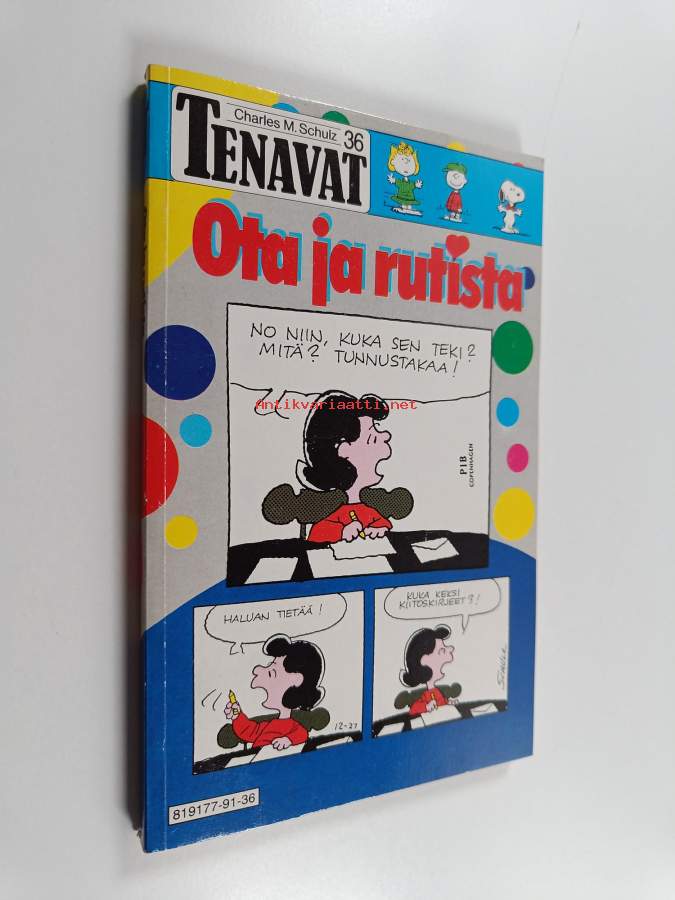 Charles M. Schulz 36
TENAVAT
Ota ja rutista
NO NIIN, KUKA SEN TEKI?
MITÄ? TUNNUSTAKAA!
Antikvariaatti.net
PIB
COPENHAGEN
HALUAN TIETÄÄ!
12-27
KUKA KEKSI
KIITOSKIRJEET?!
SCHULZ
819177-91-36